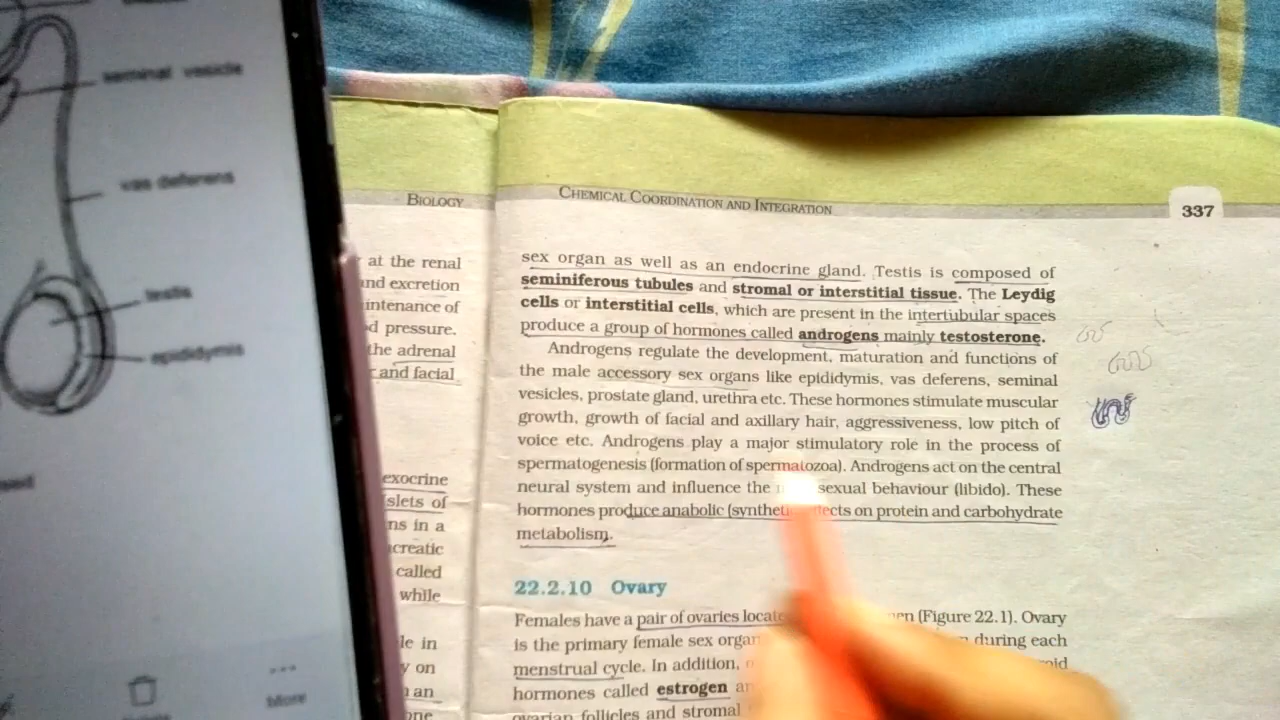 seminal vesicle
vas deferens
testis
epididymis
More
BIOLOGY
at the renal
and excretion
intenance of
d pressure.
the adrenal
and facial
exocrine
slets of
ns in a
creatic
called
while
le in
y on
an
CHEMICAL COORDINATION AND INTEGRATION
337
sex organ as well as an endocrine gland. Testis is composed of
seminiferous tubules and stromal or interstitial tissue. The Leydig
cells or interstitial cells, which are present in the intertubular spaces
produce a group of hormones called androgens mainly testosterone.
Androgens regulate the development, maturation and functions of
the male accessory sex organs like epididymis, vas deferens, seminal
vesicles, prostate gland, urethra etc. These hormones stimulate muscular
growth, growth of facial and axillary hair, aggressiveness, low pitch of
voice etc. Androgens play a major stimulatory role in the process of
spermatogenesis (formation of spermatozoa). Androgens act on the central
neural system and influence the sexual behaviour (libido). These
hormones produce anabolic (synthetic) on protein and carbohydrate
metabolism.
22.2.10 Ovary
Females have a pair of ovaries (Figure 22.1). Ovary
is the primary female sex during each
menstrual cycle. In addition,
hormones called estrogen
ovarian follicles and stromal